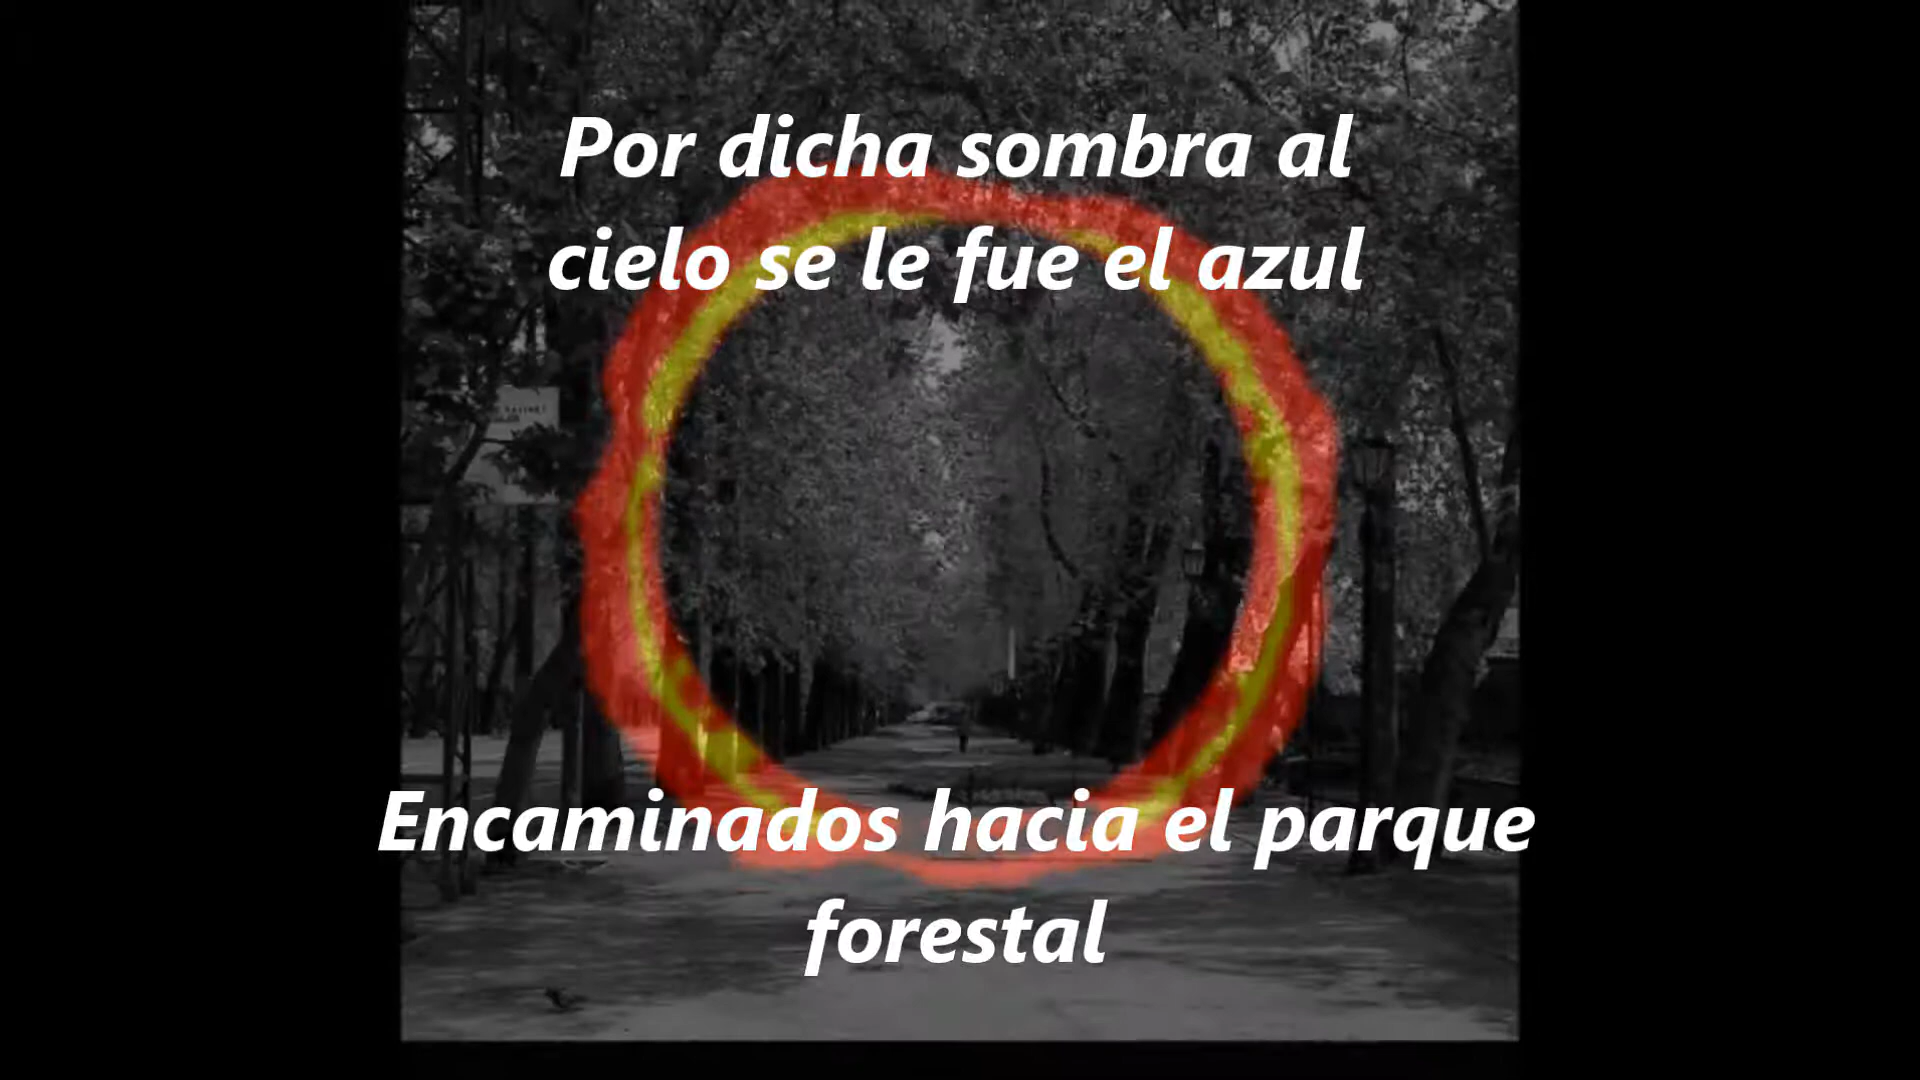 Por dicha sombra al
cielo se le fue el azul
Encaminados hacia el parque
forestal